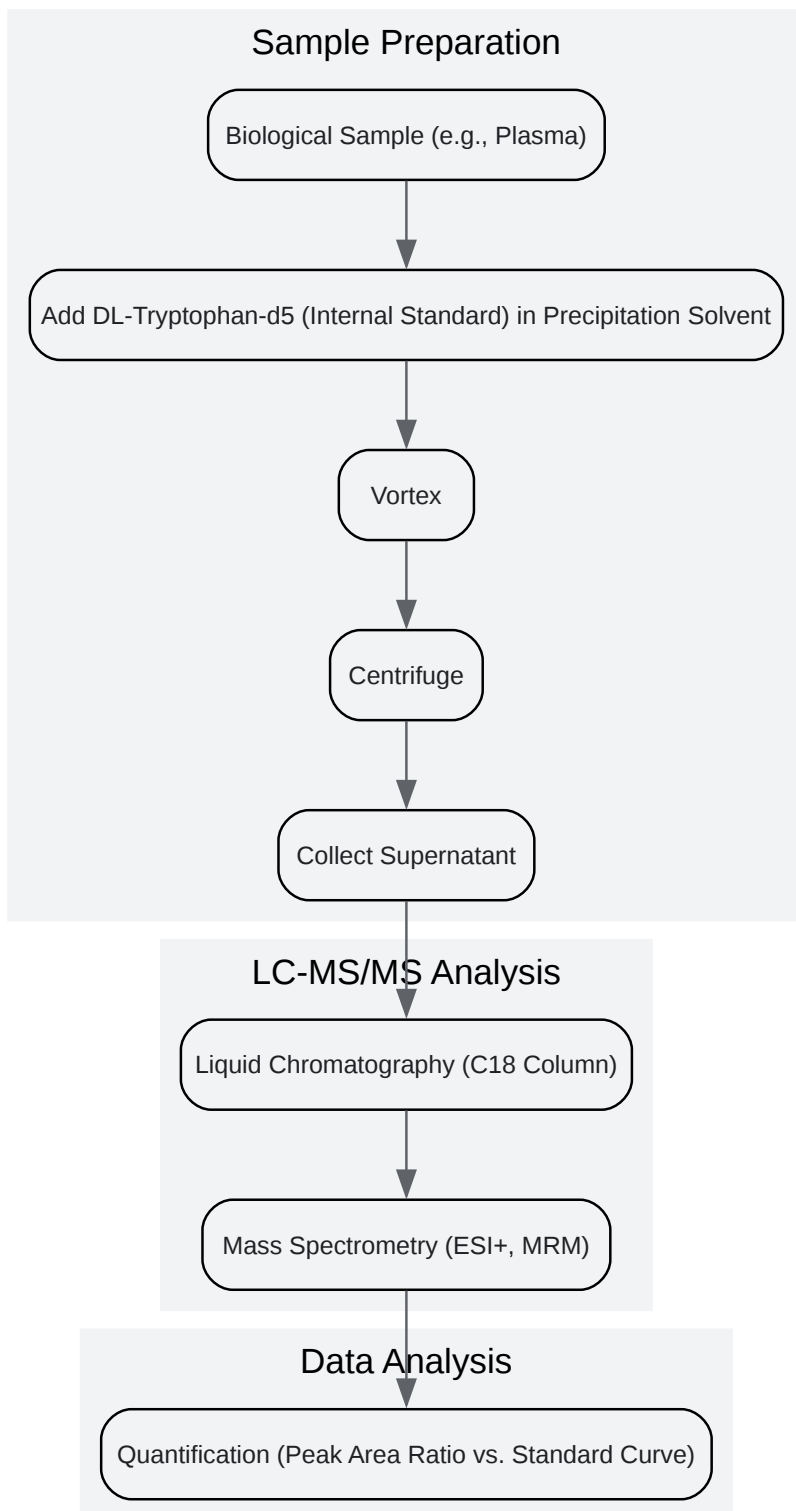 Sample Preparation
Biological Sample (e.g., Plasma)
Add DL-Tryptophan-d5 (Internal Standard) in Precipitation Solvent
Vortex
Centrifuge
Collect Supernatant
LC-MS/MS Analysis
Liquid Chromatography (C18 Column)
Mass Spectrometry (ESI+, MRM)
Data Analysis
Quantification (Peak Area Ratio vs. Standard Curve)